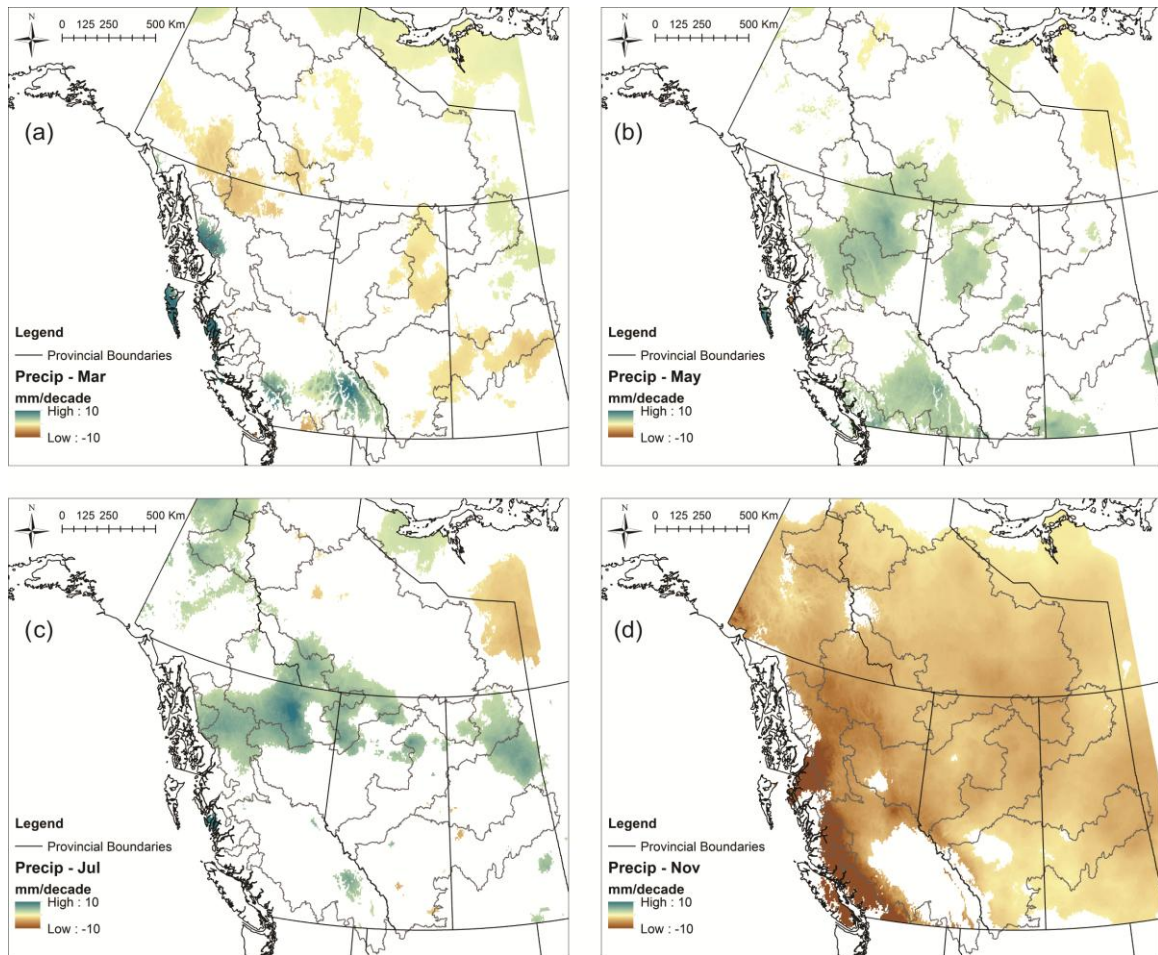 N
0 125 250 500 Km
(a)
Legend
Provincial Boundaries
Precip - Mar
mm/decade
High : 10
Low : -10
N
0 125 250 500 Km
(b)
Legend
Provincial Boundaries
Precip - May
mm/decade
High : 10
Low : -10
N
0 125 250 500 Km
(c)
Legend
Provincial Boundaries
Precip - Jul
mm/decade
High : 10
Low : -10
N
0 125 250 500 Km
(d)
Legend
Provincial Boundaries
Precip - Nov
mm/decade
High : 10
Low : -10